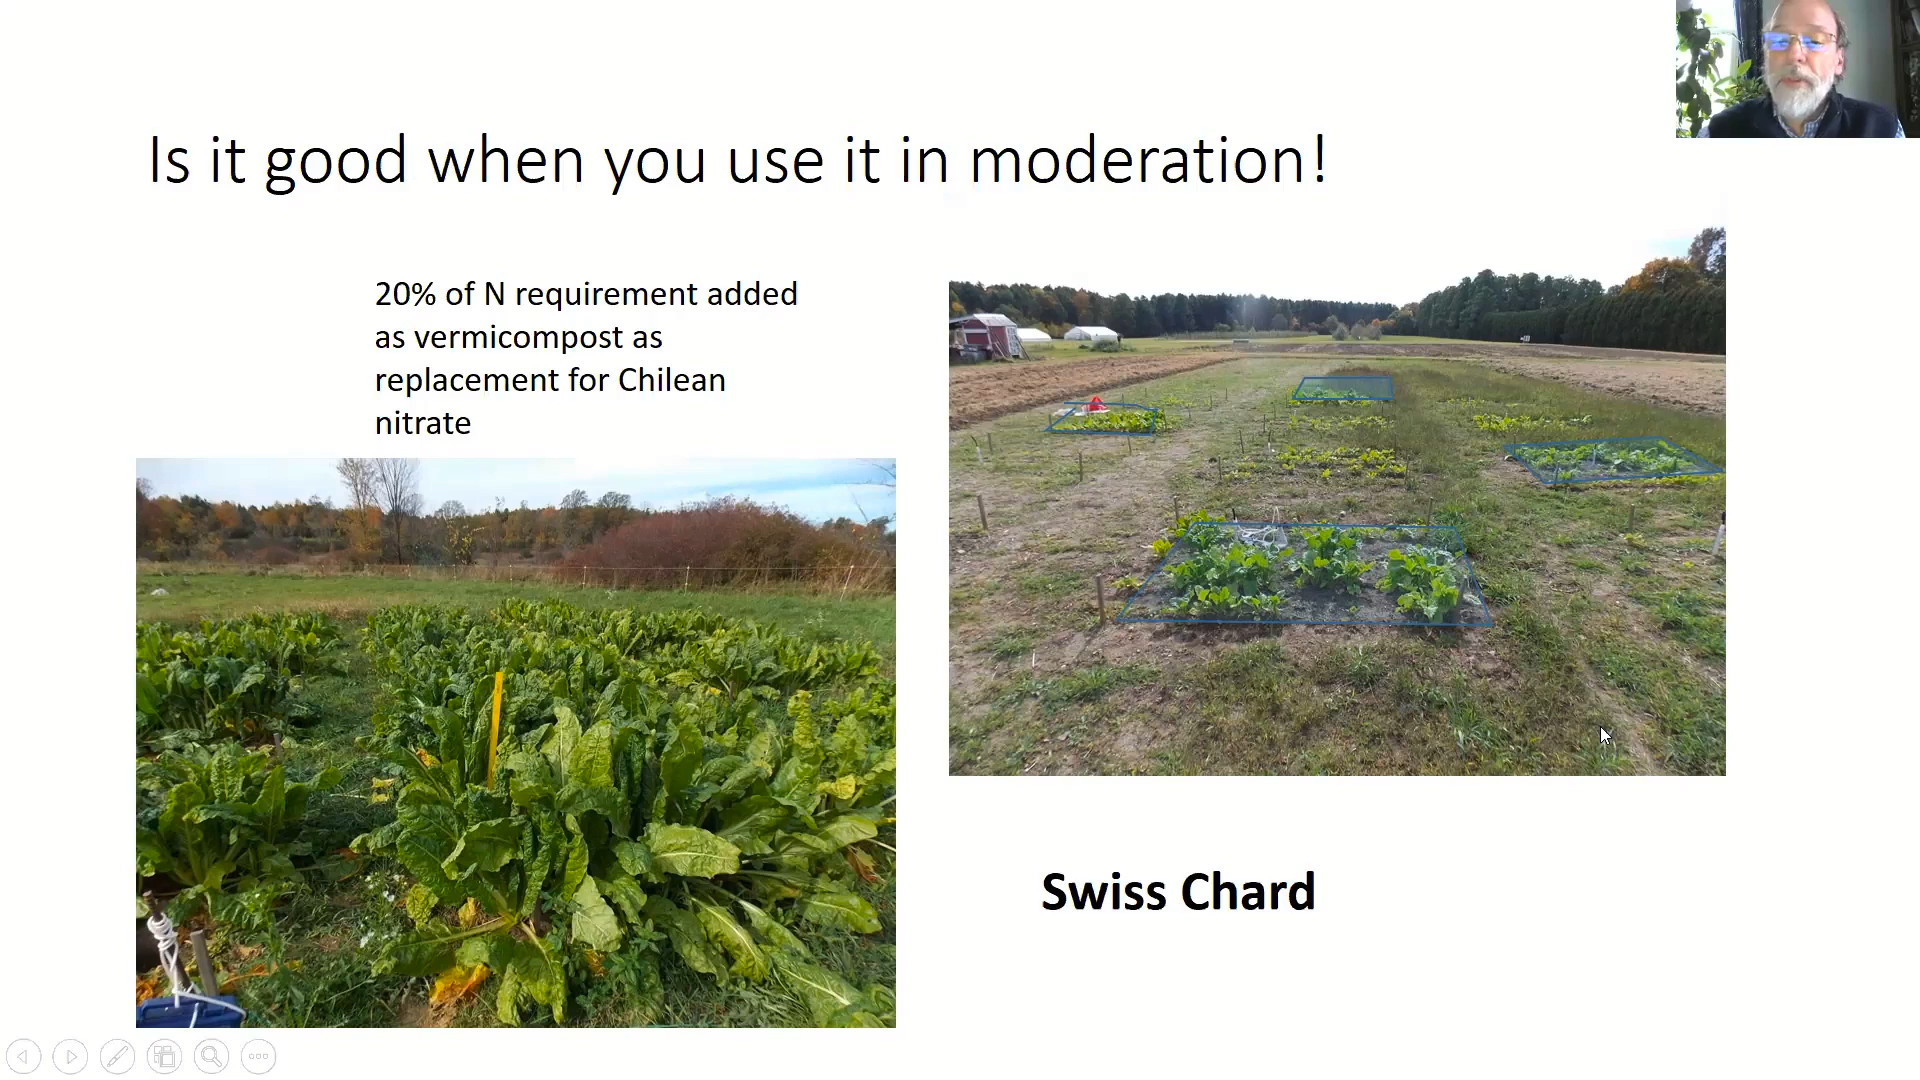 Is it good when you use it in moderation!
20% of N requirement added
as vermicompost as
replacement for Chilean
nitrate
Swiss Chard